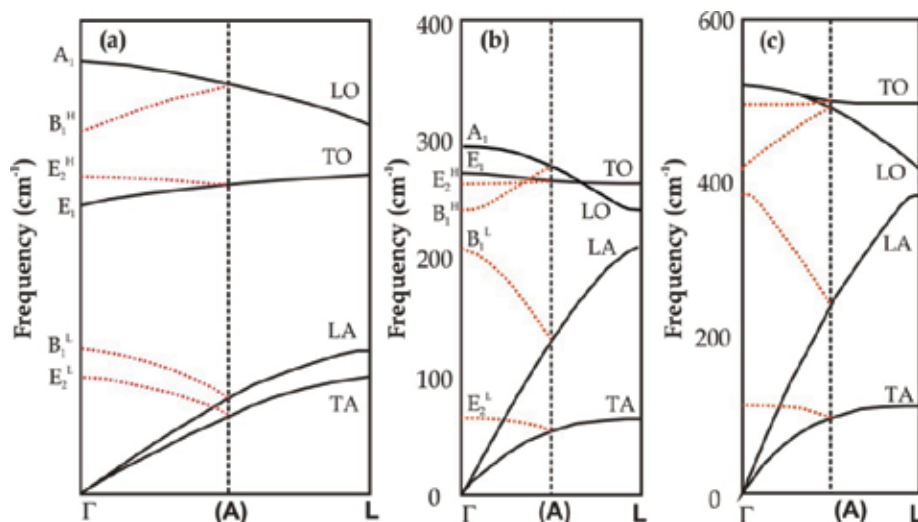 (a)
A₁
LO
B₁ᴴ
TO
E₂ᴴ
E₁
B₁ᴸ
LA
E₂ᴸ
TA
Frequency (cm⁻¹)
Γ (A) L
(b)
400
300
200
100
0
A₁
E₁
E₂ᴴ
B₁ᴴ
B₁ᴸ
E₂ᴸ
TO
LO
LA
TA
Frequency (cm⁻¹)
Γ (A) L
(c)
600
400
200
0
TO
LO
LA
TA
Frequency (cm⁻¹)
Γ (A) L